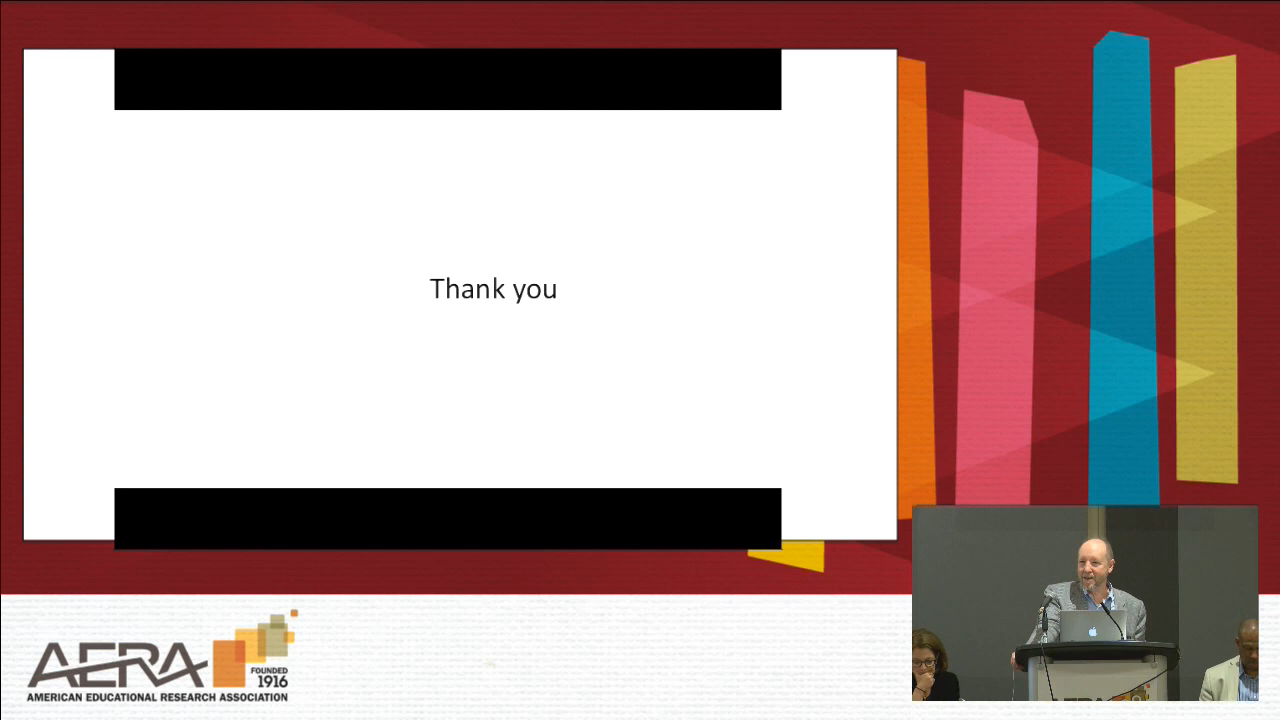 Thank you
AERA
FOUNDED
1916
AMERICAN EDUCATIONAL RESEARCH ASSOCIATION